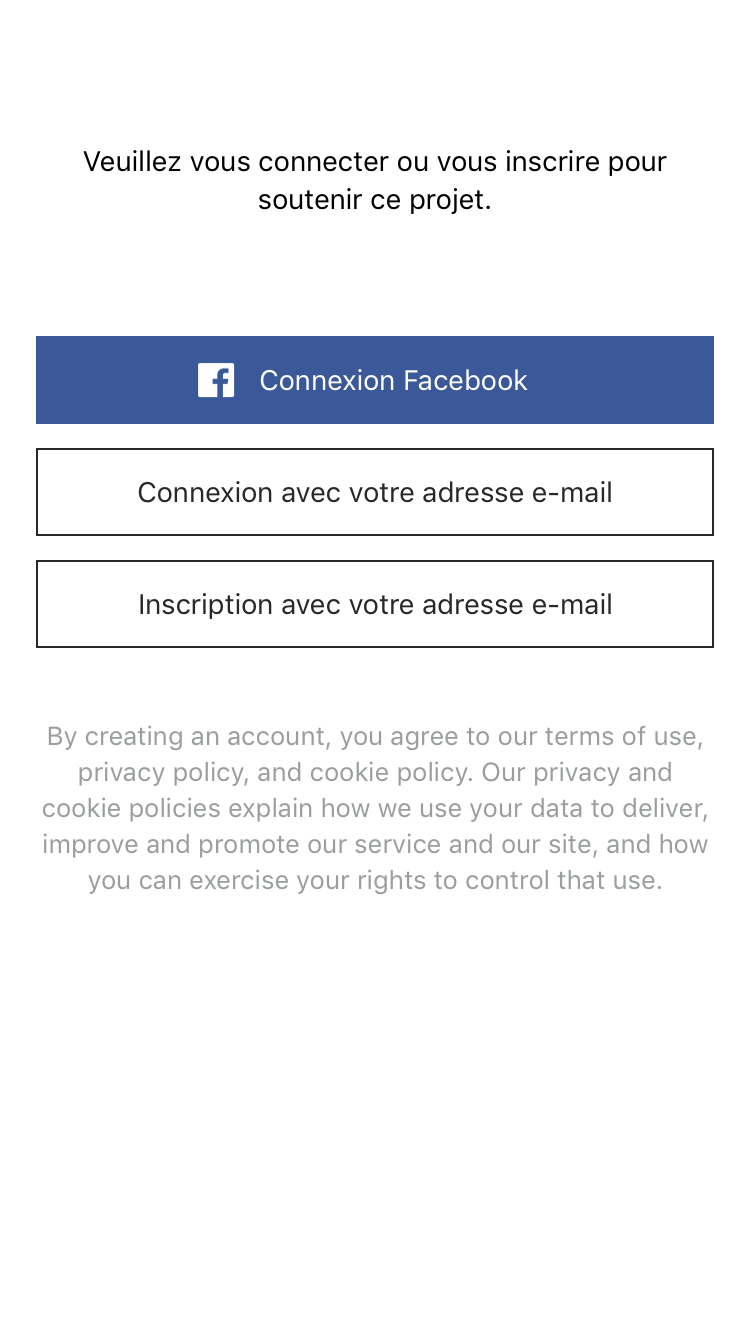 Veuillez vous connecter ou vous inscrire pour
soutenir ce projet.
Connexion Facebook
Connexion avec votre adresse e-mail
Inscription avec votre adresse e-mail
By creating an account, you agree to our terms of use,
privacy policy, and cookie policy. Our privacy and
cookie policies explain how we use your data to deliver,
improve and promote our service and our site, and how
you can exercise your rights to control that use.